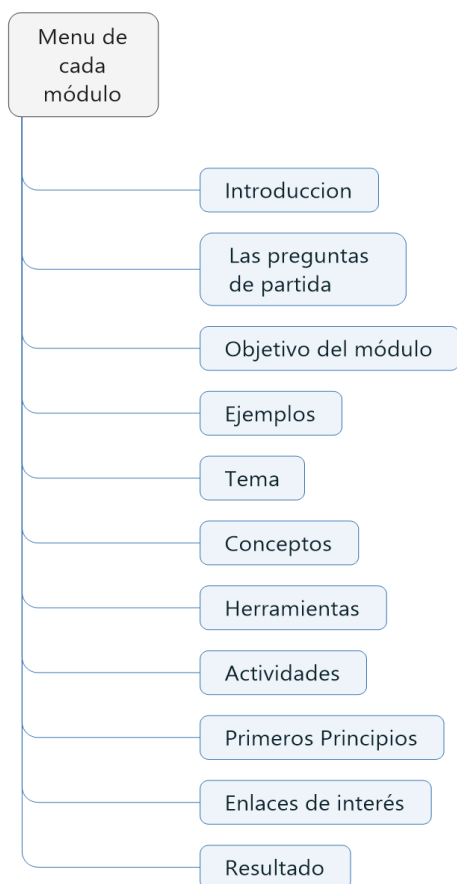 Menu de
cada
módulo
Introduccion
Las preguntas
de partida
Objetivo del módulo
Ejemplos
Tema
Conceptos
Herramientas
Actividades
Primeros Principios
Enlaces de interés
Resultado